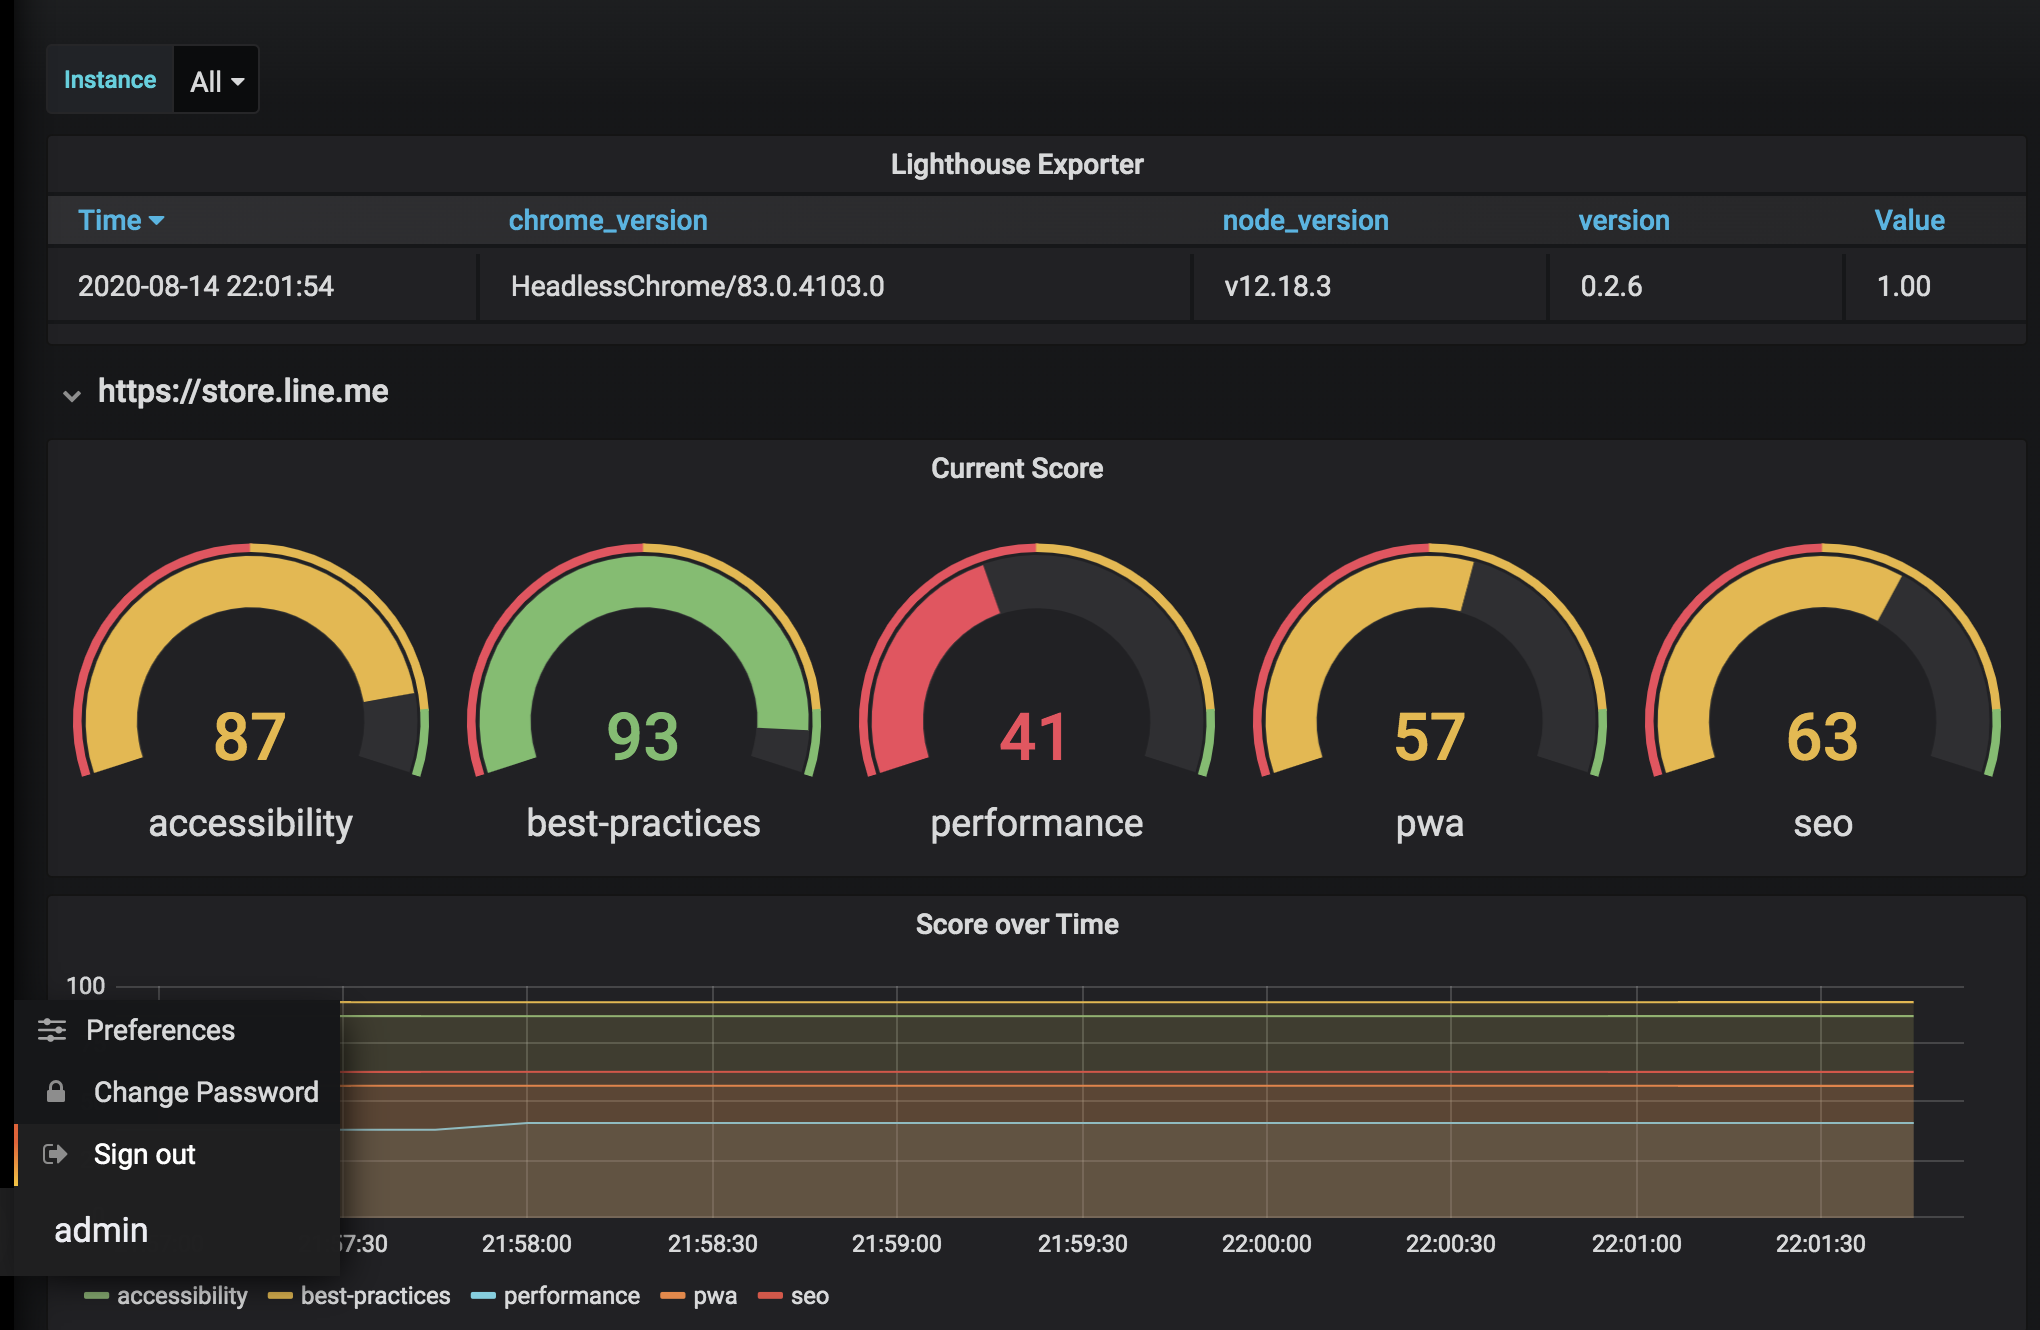 Instance All
Lighthouse Exporter
Time chrome_version node_version version Value
2020-08-14 22:01:54 HeadlessChrome/83.0.4103.0 v12.18.3 0.2.6 1.00
https://store.line.me
Current Score
87 93 41 57 63
accessibility best-practices performance pwa seo
Score over Time
100
Preferences
Change Password
Sign out
admin
57:30 21:58:00 21:58:30 21:59:00 21:59:30 22:00:00 22:00:30 22:01:00 22:01:30
accessibility best-practices performance pwa seo